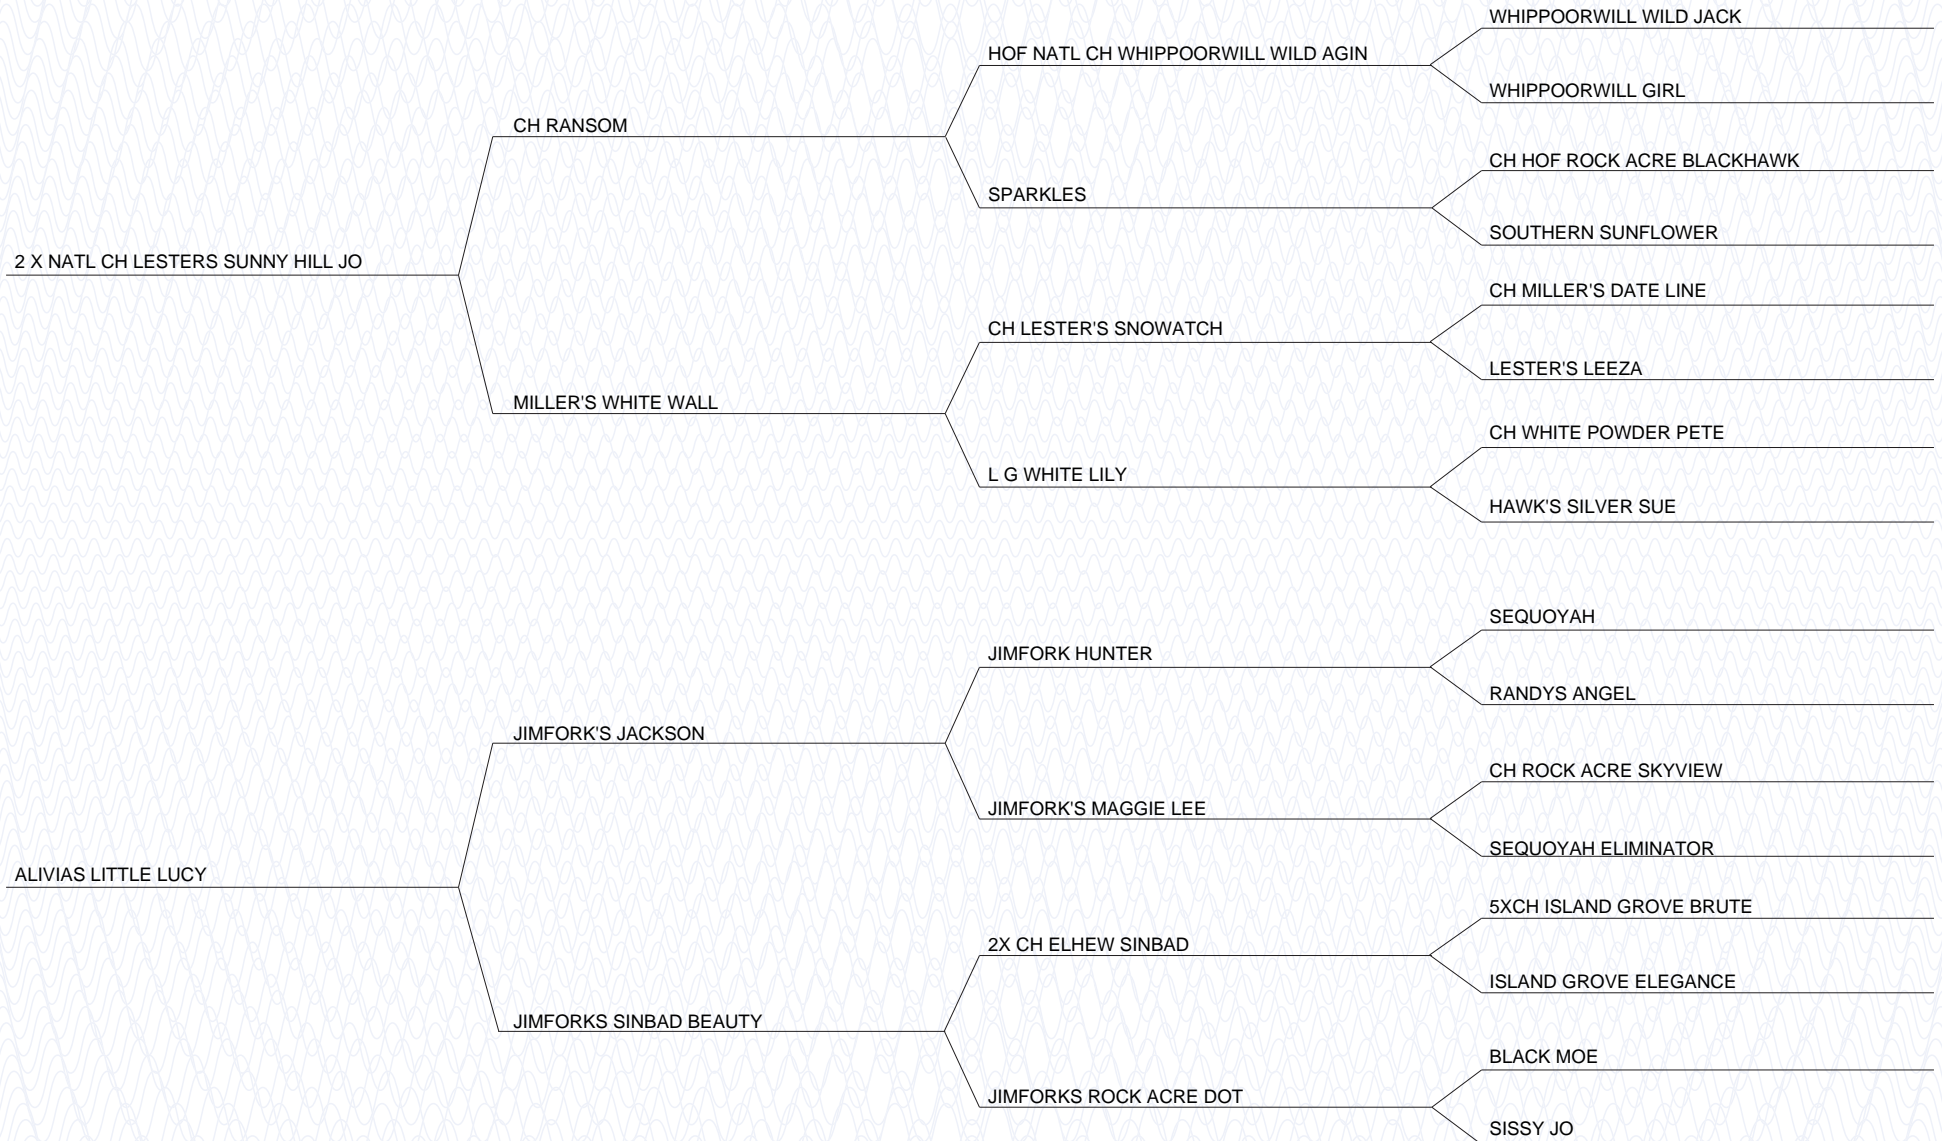 WHIPPOORWILL WILD JACK
HOF NATL CH WHIPPOORWILL WILD AGIN
WHIPPOORWILL GIRL
CH RANSOM
CH HOF ROCK ACRE BLACKHAWK
SPARKLES
SOUTHERN SUNFLOWER
2 X NATL CH LESTERS SUNNY HILL JO
CH MILLER'S DATE LINE
CH LESTER'S SNOWATCH
LESTER'S LEEZA
MILLER'S WHITE WALL
CH WHITE POWDER PETE
L G WHITE LILY
HAWK'S SILVER SUE
SEQUOYAH
JIMFORK HUNTER
RANDYS ANGEL
JIMFORK'S JACKSON
CH ROCK ACRE SKYVIEW
JIMFORK'S MAGGIE LEE
SEQUOYAH ELIMINATOR
ALIVIAS LITTLE LUCY
5XCH ISLAND GROVE BRUTE
2X CH ELHEW SINBAD
ISLAND GROVE ELEGANCE
JIMFORKS SINBAD BEAUTY
BLACK MOE
JIMFORKS ROCK ACRE DOT
SISSY JO